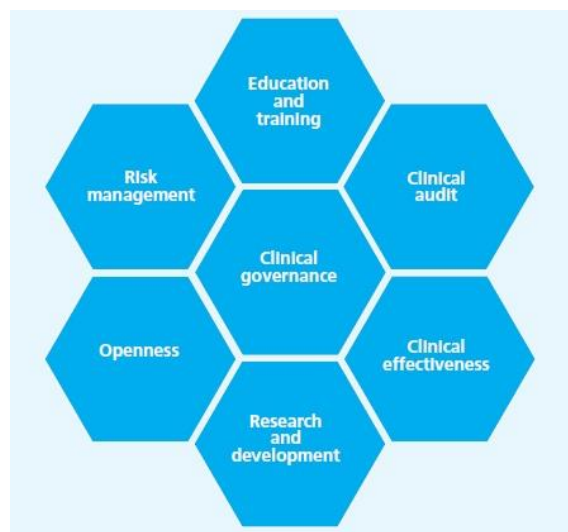 Education
and
training
Risk
management
Clinical
audit
Clinical
governance
Openness
Clinical
effectiveness
Research
and
development